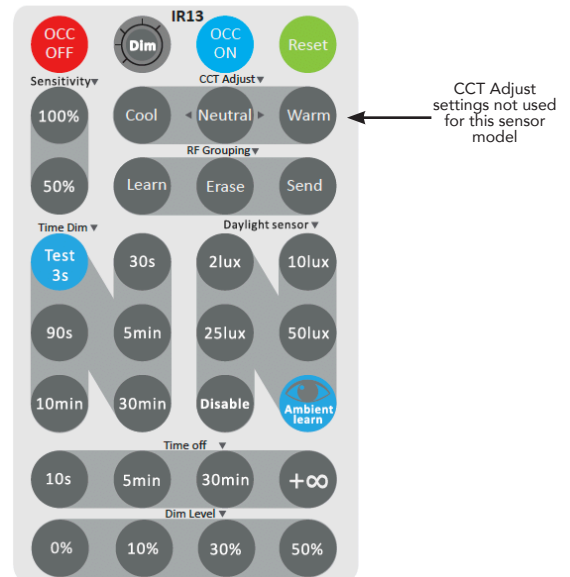 IR13
OCC OFF Dim OCC ON Reset
Sensitivity▼ CCT Adjust▼
100% Cool ◀ Neutral ▶ Warm
CCT Adjust
settings not used
for this sensor
model
RF Grouping▼
50% Learn Erase Send
Time Dim ▼ Daylight sensor ▼
Test 3s 30s 2lux 10lux
90s 5min 25lux 50lux
10min 30min Disable Ambient learn
Time off ▼
10s 5min 30min +∞
Dim Level ▼
0% 10% 30% 50%